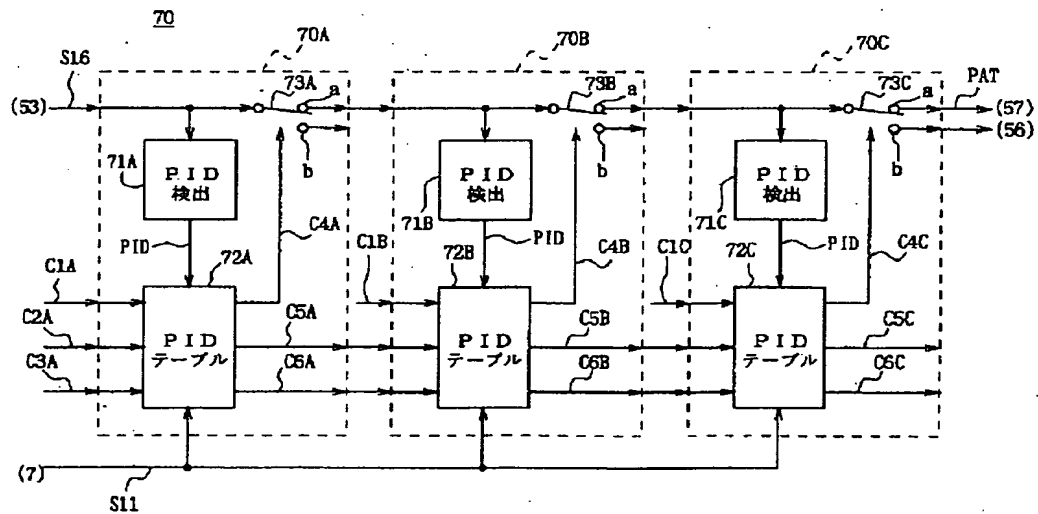 70
70A
70B
70C
S16
73A
a
73B
a
73C
a
PAT
(53)
(57)
(56)
b
b
b
71A
PID
検出
71B
PID
検出
71C
PID
検出
PID
C4A
PID
C4B
PID
C4C
C1A
72A
C1B
72B
C1C
72C
C2A
PID
テーブル
C5A
PID
テーブル
C5B
PID
テーブル
C5C
C3A
C6A
C6B
C6C
(7)
S11